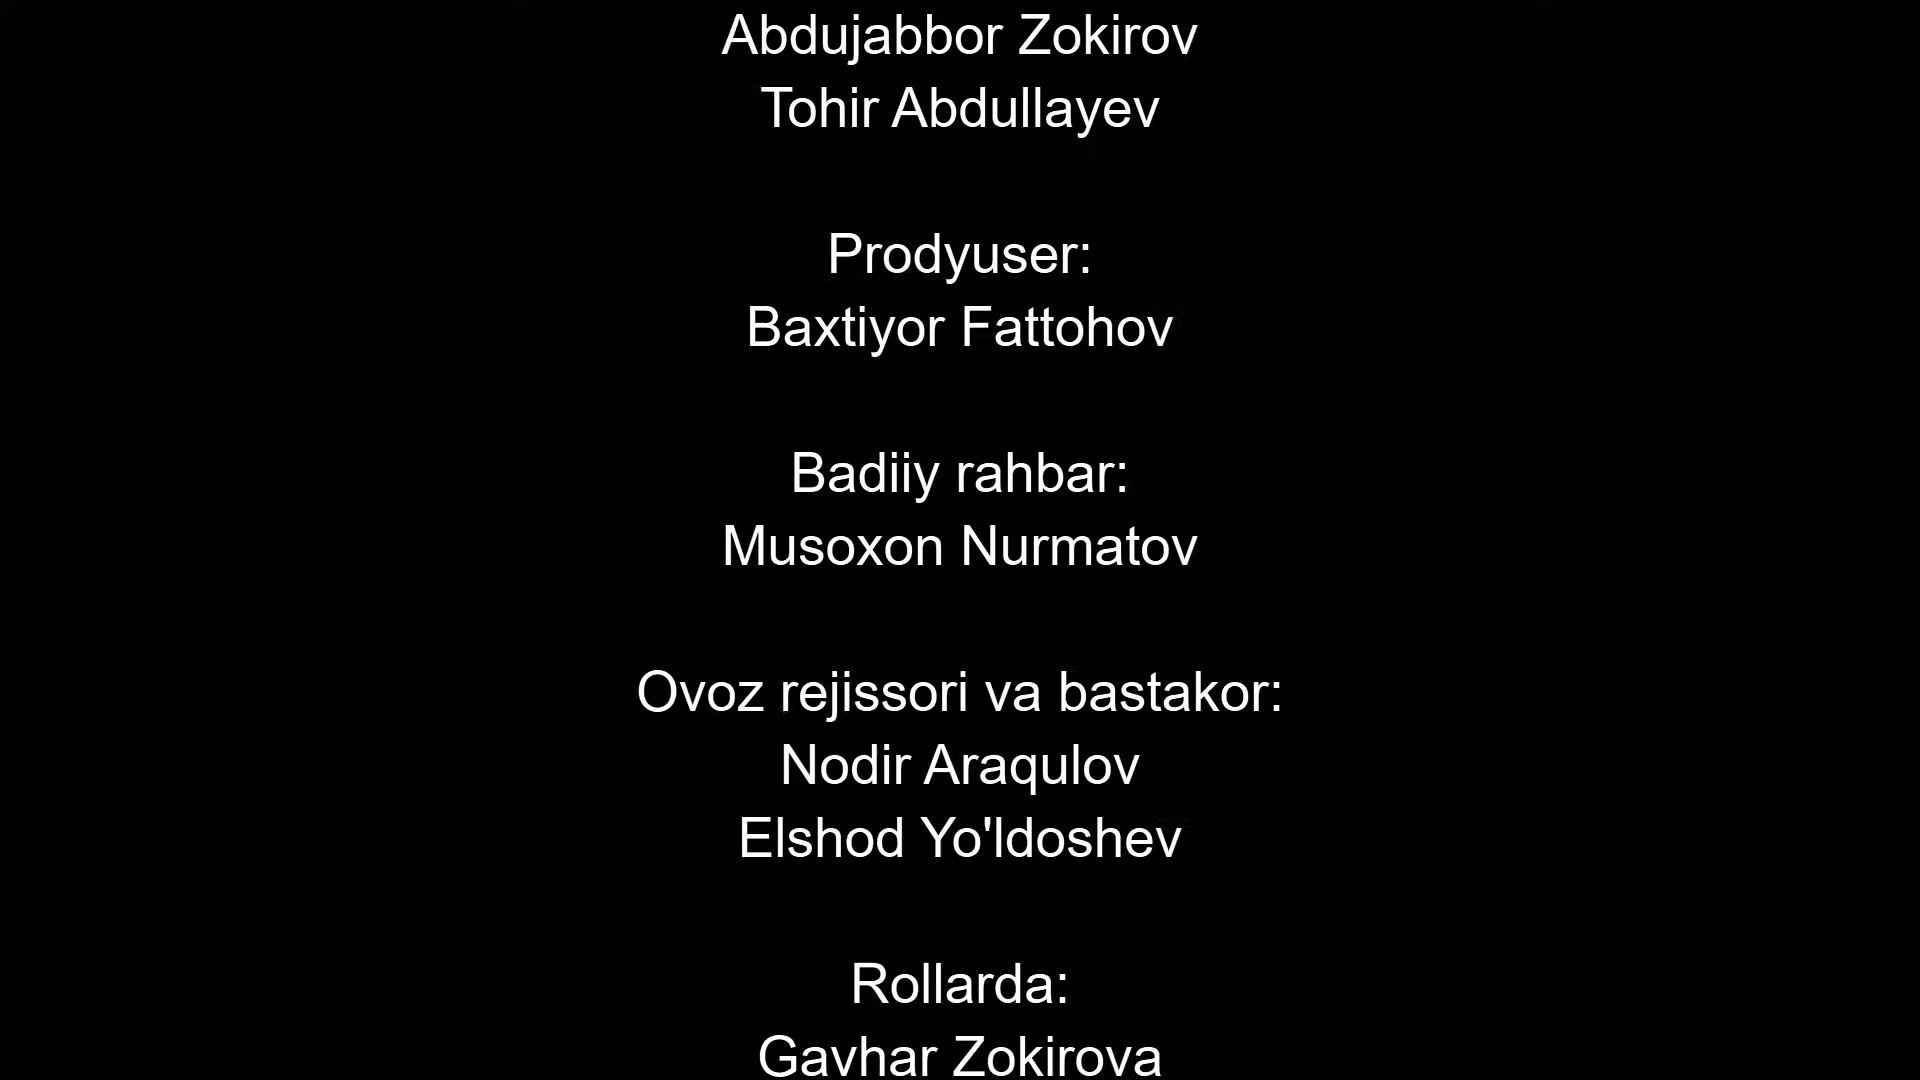 Abdujabbor Zokirov
Tohir Abdullayev
Prodyuser:
Baxtiyor Fattohov
Badiiy rahbar:
Musoxon Nurmatov
Ovoz rejissori va bastakor:
Nodir Araqulov
Elshod Yo'ldoshev
Rollarda:
Gavhar Zokirova